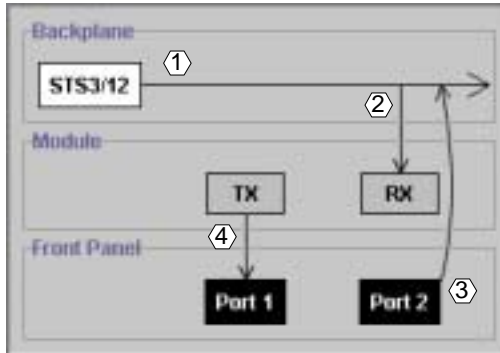 Backplane
1
STS3/12
2
Module
TX RX
4
Front Panel
Port 1 Port 2 3